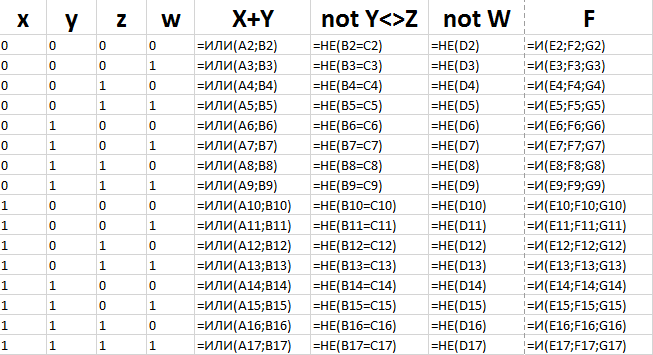 x y z w X+Y not Y<>Z not W F
0 0 0 0 =ИЛИ(A2;B2) =НЕ(B2=C2) =НЕ(D2) =И(E2;F2;G2)
0 0 0 1 =ИЛИ(A3;B3) =НЕ(B3=C3) =НЕ(D3) =И(E3;F3;G3)
0 0 1 0 =ИЛИ(A4;B4) =НЕ(B4=C4) =НЕ(D4) =И(E4;F4;G4)
0 0 1 1 =ИЛИ(A5;B5) =НЕ(B5=C5) =НЕ(D5) =И(E5;F5;G5)
0 1 0 0 =ИЛИ(A6;B6) =НЕ(B6=C6) =НЕ(D6) =И(E6;F6;G6)
0 1 0 1 =ИЛИ(A7;B7) =НЕ(B7=C7) =НЕ(D7) =И(E7;F7;G7)
0 1 1 0 =ИЛИ(A8;B8) =НЕ(B8=C8) =НЕ(D8) =И(E8;F8;G8)
0 1 1 1 =ИЛИ(A9;B9) =НЕ(B9=C9) =НЕ(D9) =И(E9;F9;G9)
1 0 0 0 =ИЛИ(A10;B10) =НЕ(B10=C10) =НЕ(D10) =И(E10;F10;G10)
1 0 0 1 =ИЛИ(A11;B11) =НЕ(B11=C11) =НЕ(D11) =И(E11;F11;G11)
1 0 1 0 =ИЛИ(A12;B12) =НЕ(B12=C12) =НЕ(D12) =И(E12;F12;G12)
1 0 1 1 =ИЛИ(A13;B13) =НЕ(B13=C13) =НЕ(D13) =И(E13;F13;G13)
1 1 0 0 =ИЛИ(A14;B14) =НЕ(B14=C14) =НЕ(D14) =И(E14;F14;G14)
1 1 0 1 =ИЛИ(A15;B15) =НЕ(B15=C15) =НЕ(D15) =И(E15;F15;G15)
1 1 1 0 =ИЛИ(A16;B16) =НЕ(B16=C16) =НЕ(D16) =И(E16;F16;G16)
1 1 1 1 =ИЛИ(A17;B17) =НЕ(B17=C17) =НЕ(D17) =И(E17;F17;G17)